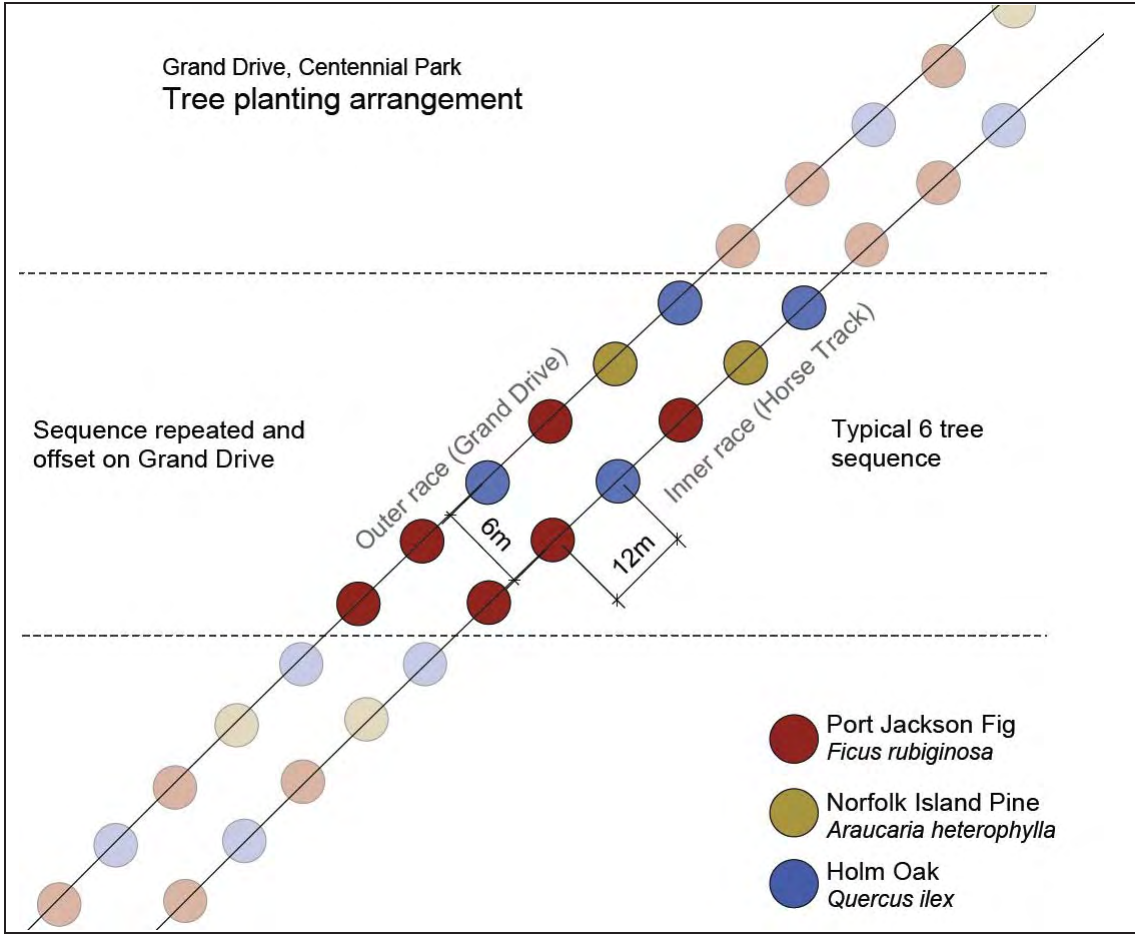 Grand Drive, Centennial Park
Tree planting arrangement
Outer race (Grand Drive)
Inner race (Horse Track)
Sequence repeated and
offset on Grand Drive
Typical 6 tree
sequence
6m
12m
Port Jackson Fig
Ficus rubiginosa
Norfolk Island Pine
Araucaria heterophylla
Holm Oak
Quercus ilex